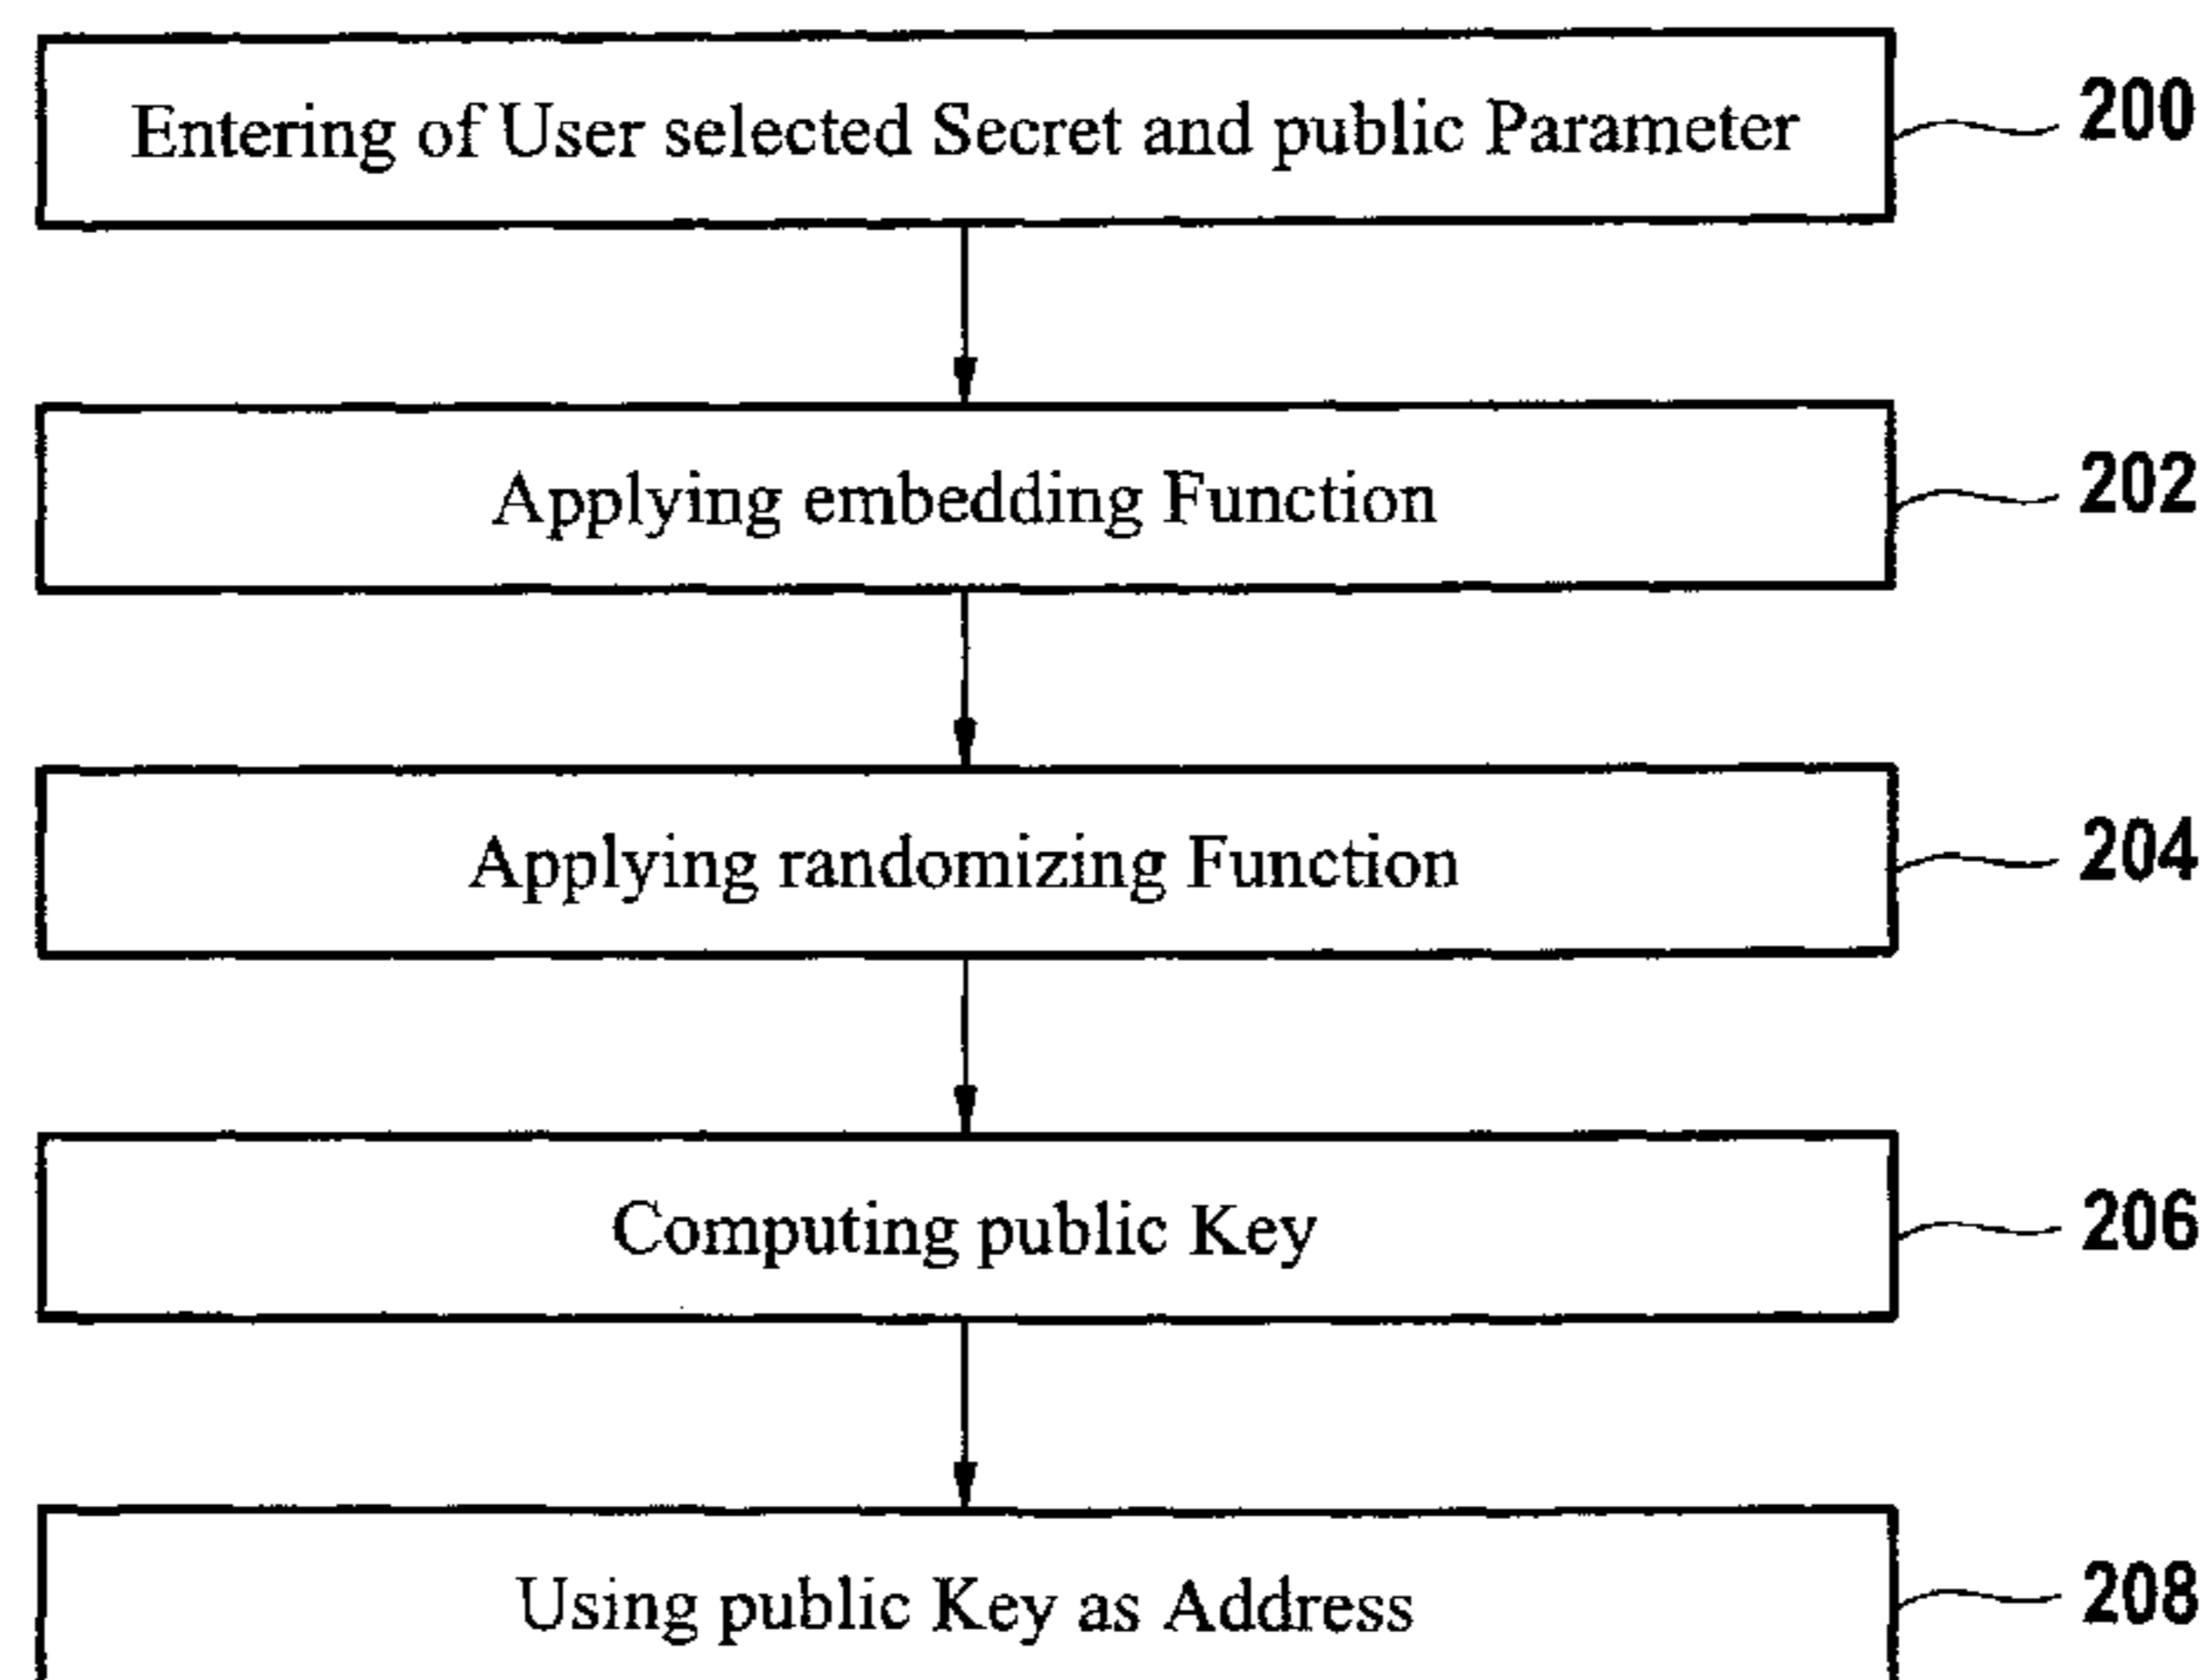 Entering of User selected Secret and public Parameter 200
Applying embedding Function 202
Applying randomizing Function 204
Computing public Key 206
Using public Key as Address 208